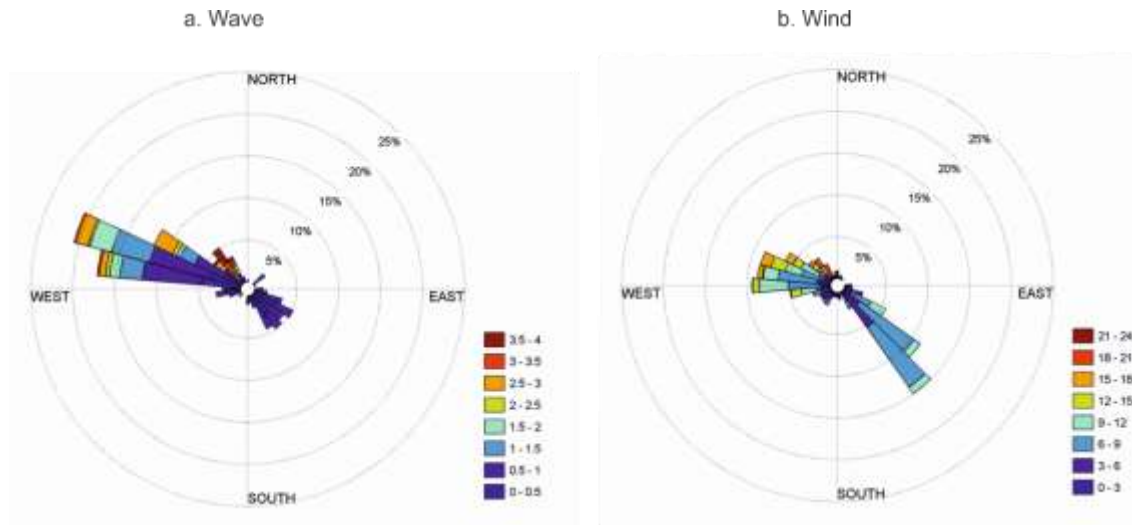 a. Wave
NORTH
25%
20%
15%
10%
5%
WEST
EAST
SOUTH
3.5 - 4
3 - 3.5
2.5 - 3
2 - 2.5
1.5 - 2
1 - 1.5
0.5 - 1
0 - 0.5
b. Wind
NORTH
25%
20%
15%
10%
5%
WEST
EAST
SOUTH
21 - 24
18 - 21
15 - 18
12 - 15
9 - 12
6 - 9
3 - 6
0 - 3